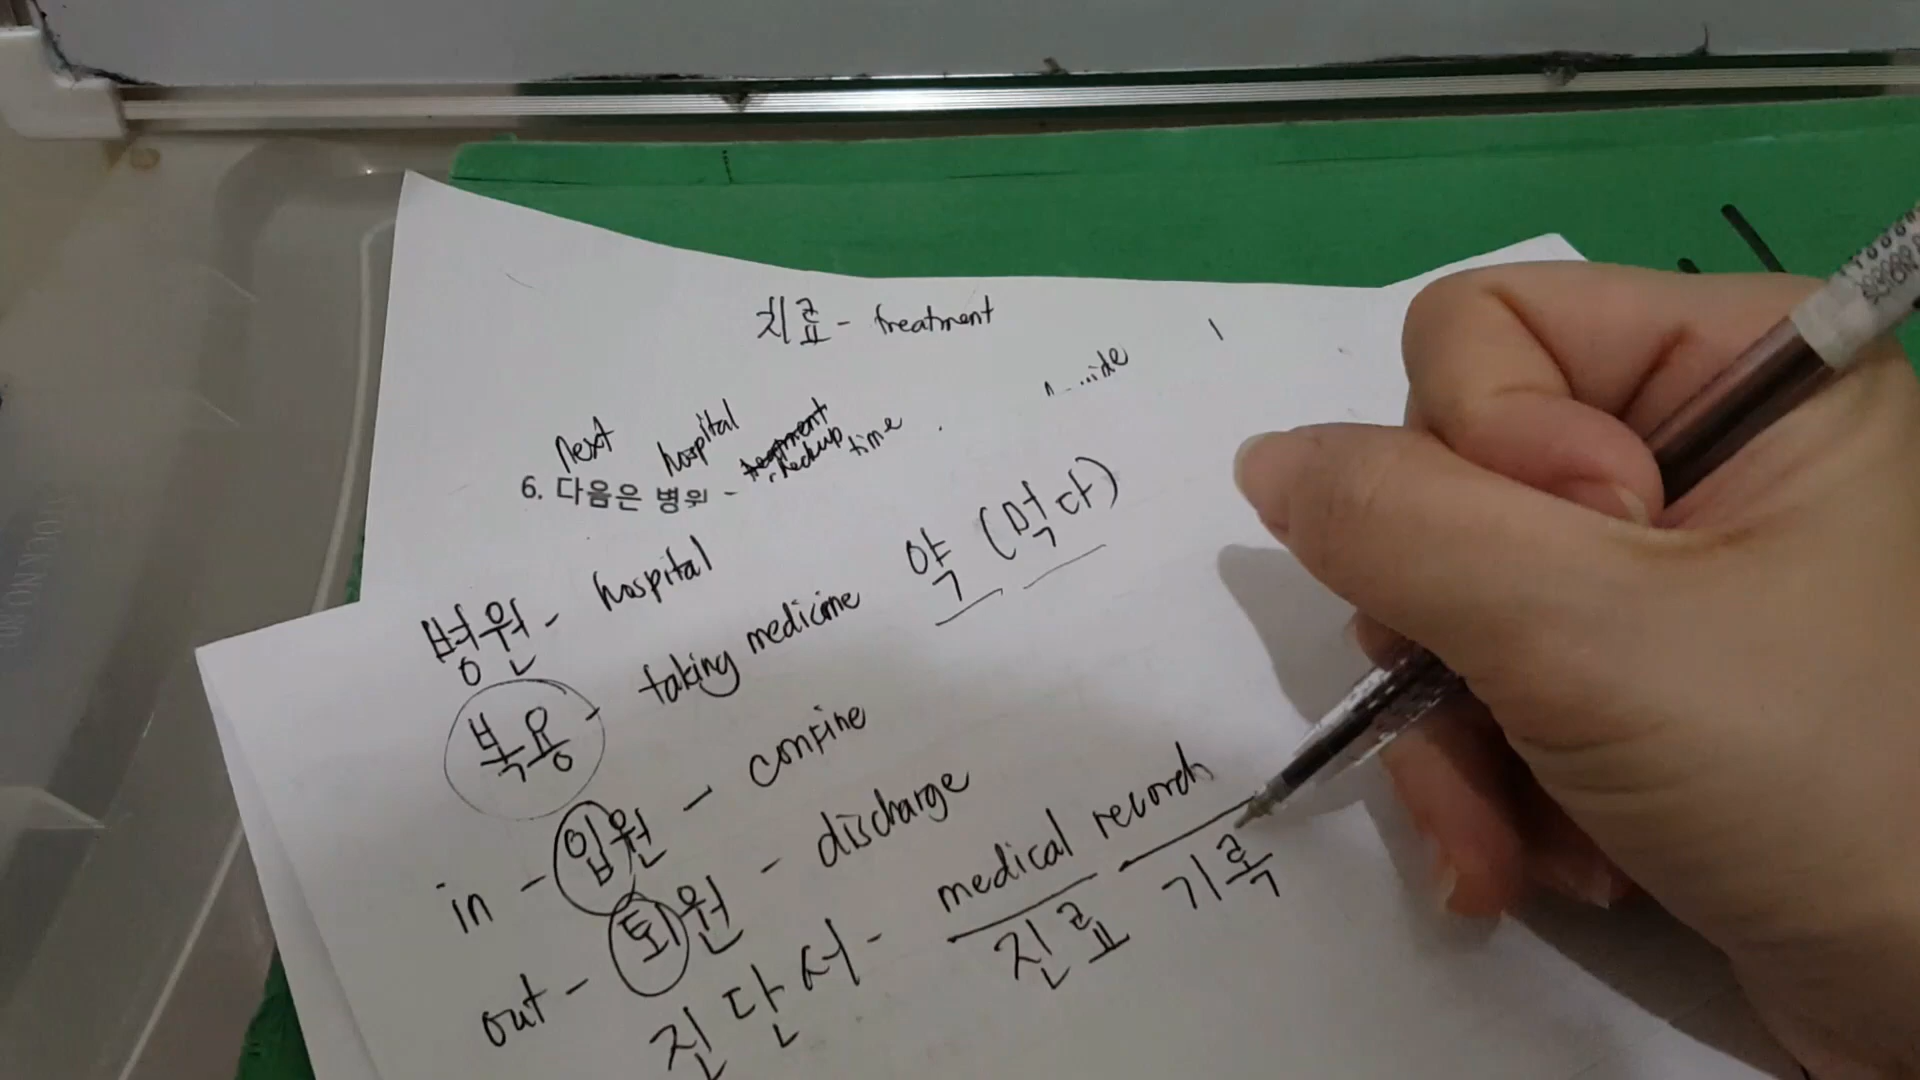 치료 - treatment
next hospital time
6. 다음은 병원 -
병원 - hospital
복용 - taking medicine 약 (먹다)
in - 입원 - confine
out - 퇴원 - discharge
진단서 - medical records
진료 기록